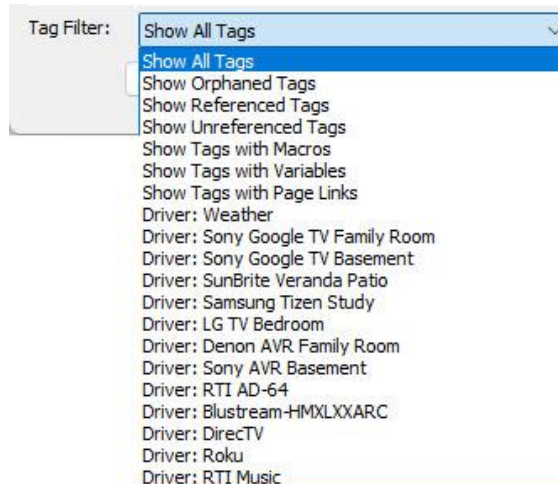 Tag Filter: Show All Tags
Show All Tags
Show Orphaned Tags
Show Referenced Tags
Show Unreferenced Tags
Show Tags with Macros
Show Tags with Variables
Show Tags with Page Links
Driver: Weather
Driver: Sony Google TV Family Room
Driver: Sony Google TV Basement
Driver: SunBrite Veranda Patio
Driver: Samsung Tizen Study
Driver: LG TV Bedroom
Driver: Denon AVR Family Room
Driver: Sony AVR Basement
Driver: RTI AD-64
Driver: Blustream-HMXLXXARC
Driver: DirecTV
Driver: Roku
Driver: RTI Music